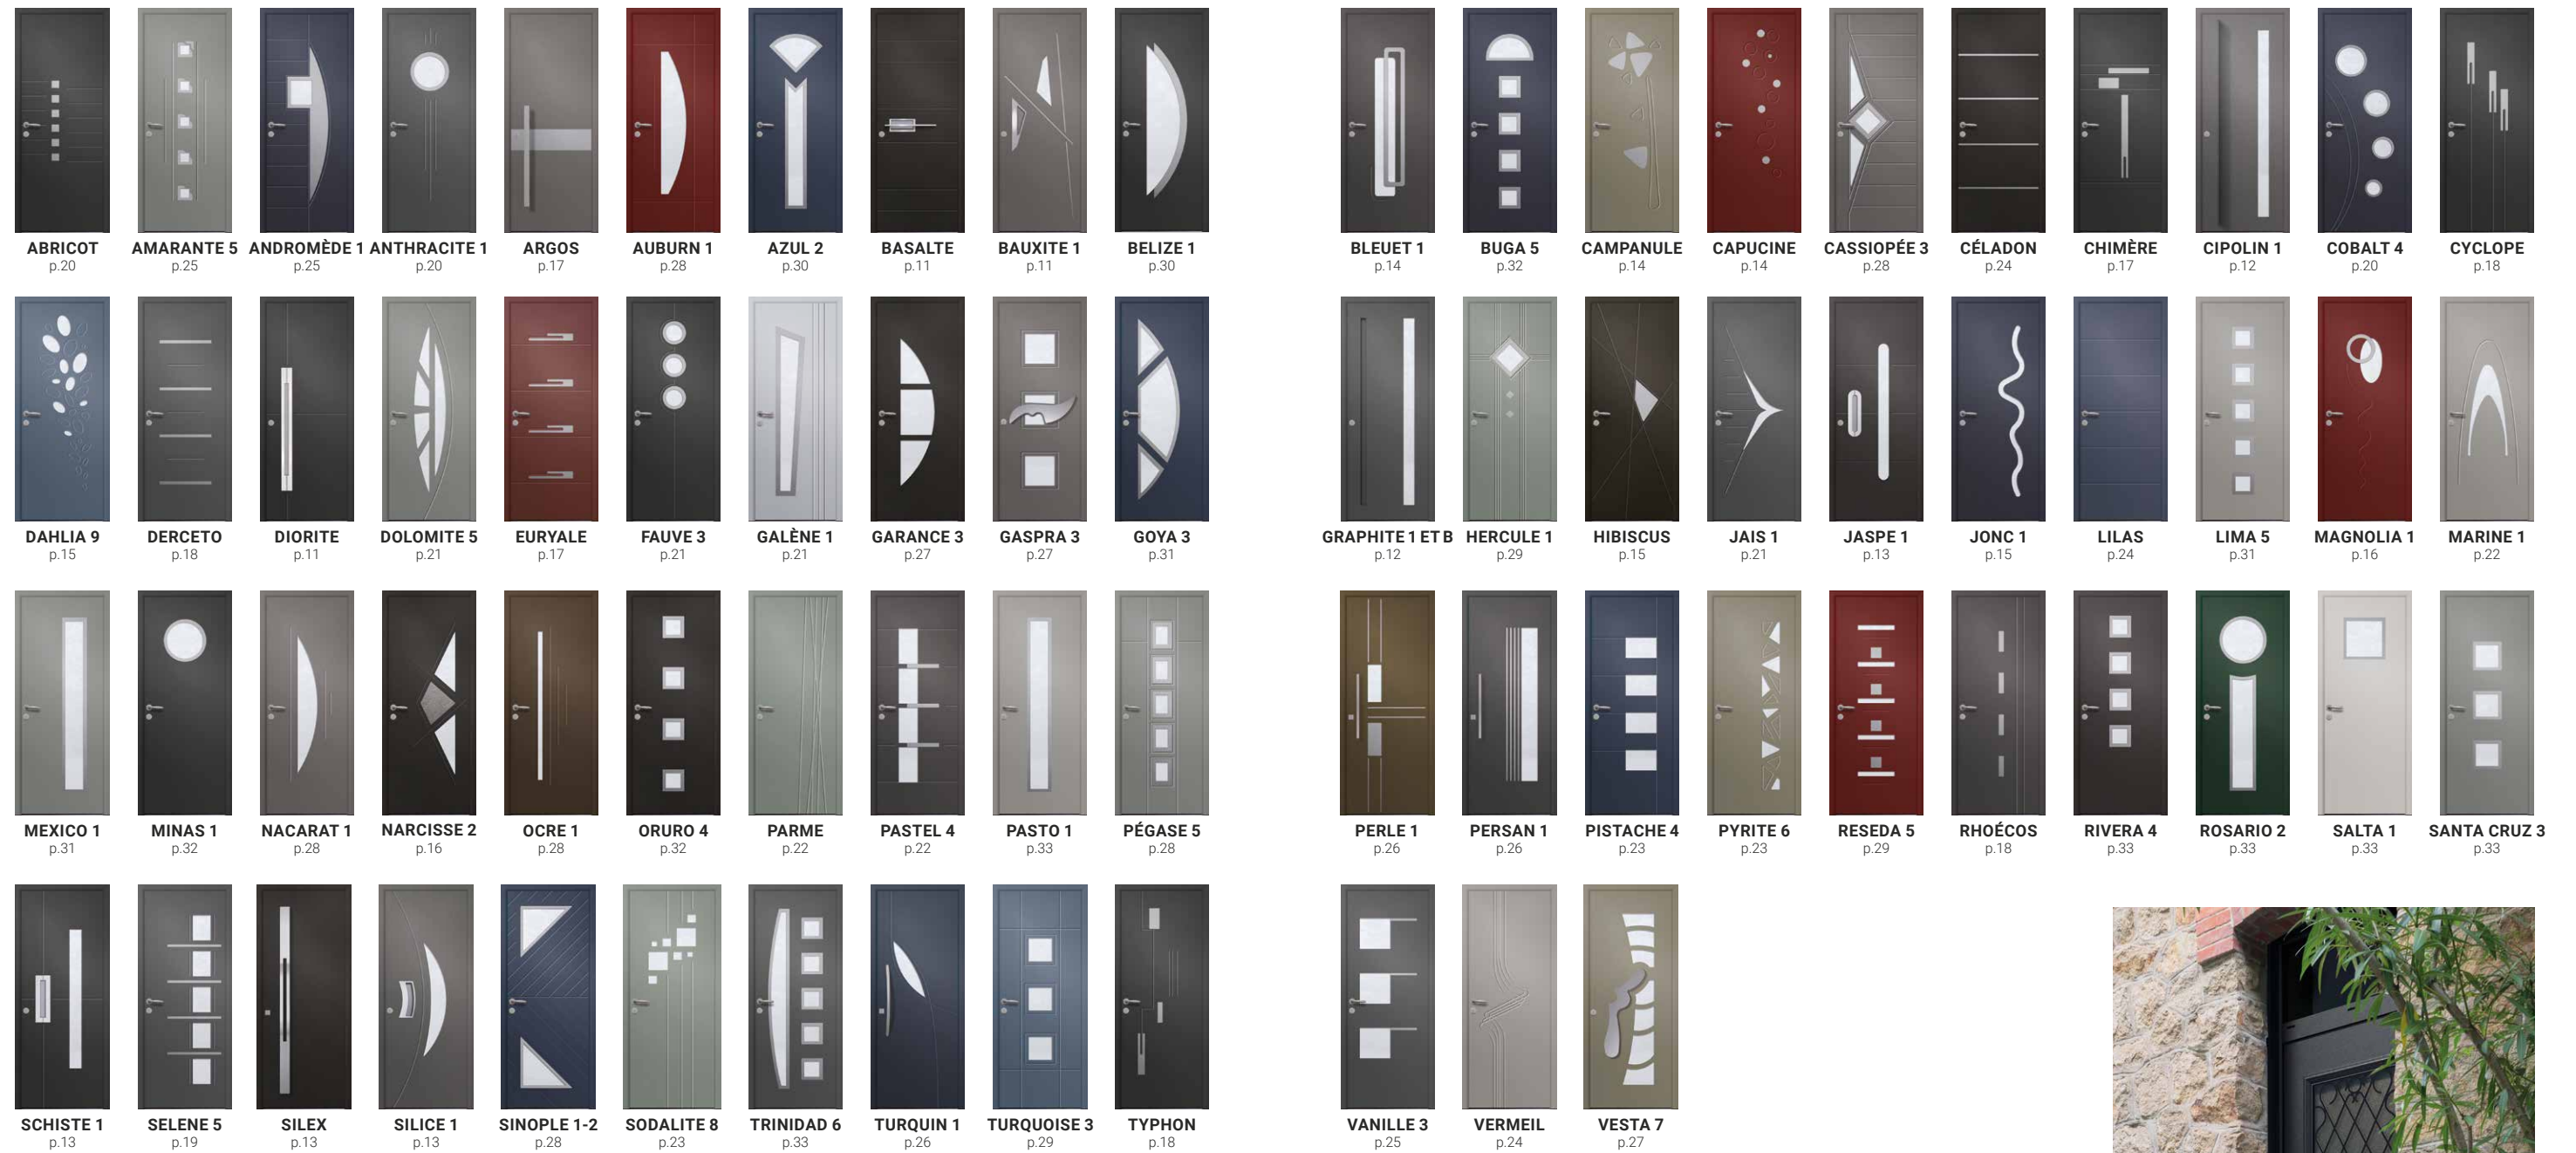 ABRICOT
p.20
AMARANTE 5
p.25
ANDROMÈDE 1
p.25
ANTHRACITE 1
p.20
ARGOS
p.17
AUBURN 1
p.28
AZUL 2
p.30
BASALTE
p.11
BAUXITE 1
p.11
BELIZE 1
p.30
BLEUET 1
p.14
BUGA 5
p.32
CAMPANULE
p.14
CAPUCINE
p.14
CASSIOPÉE 3
p.28
CÉLADON
p.24
CHIMÈRE
p.17
CIPOLIN 1
p.12
COBALT 4
p.20
CYCLOPE
p.18
DAHLIA 9
p.15
DERCETO
p.18
DIORITE
p.11
DOLOMITE 5
p.21
EURYALE
p.17
FAUVE 3
p.21
GALÈNE 1
p.21
GARANCE 3
p.27
GASPRA 3
p.27
GOYA 3
p.31
GRAPHITE 1 ET B
p.12
HERCULE 1
p.29
HIBISCUS
p.15
JAIS 1
p.21
JASPE 1
p.13
JONC 1
p.15
LILAS
p.24
LIMA 5
p.31
MAGNOLIA 1
p.16
MARINE 1
p.22
MEXICO 1
p.31
MINAS 1
p.32
NACARAT 1
p.28
NARCISSE 2
p.16
OCRE 1
p.28
ORURO 4
p.32
PARME
p.22
PASTEL 4
p.22
PASTO 1
p.33
PÉGASE 5
p.28
PERLE 1
p.26
PERSAN 1
p.26
PISTACHE 4
p.23
PYRITE 6
p.23
RESEDA 5
p.29
RHOÉCOS
p.18
RIVERA 4
p.33
ROSARIO 2
p.33
SALTA 1
p.33
SANTA CRUZ 3
p.33
SCHISTE 1
p.13
SELENE 5
p.19
SILEX
p.13
SILICE 1
p.13
SINOPLE 1-2
p.28
SODALITE 8
p.23
TRINIDAD 6
p.33
TURQUIN 1
p.26
TURQUOISE 3
p.29
TYPHON
p.18
VANILLE 3
p.25
VERMEIL
p.24
VESTA 7
p.27